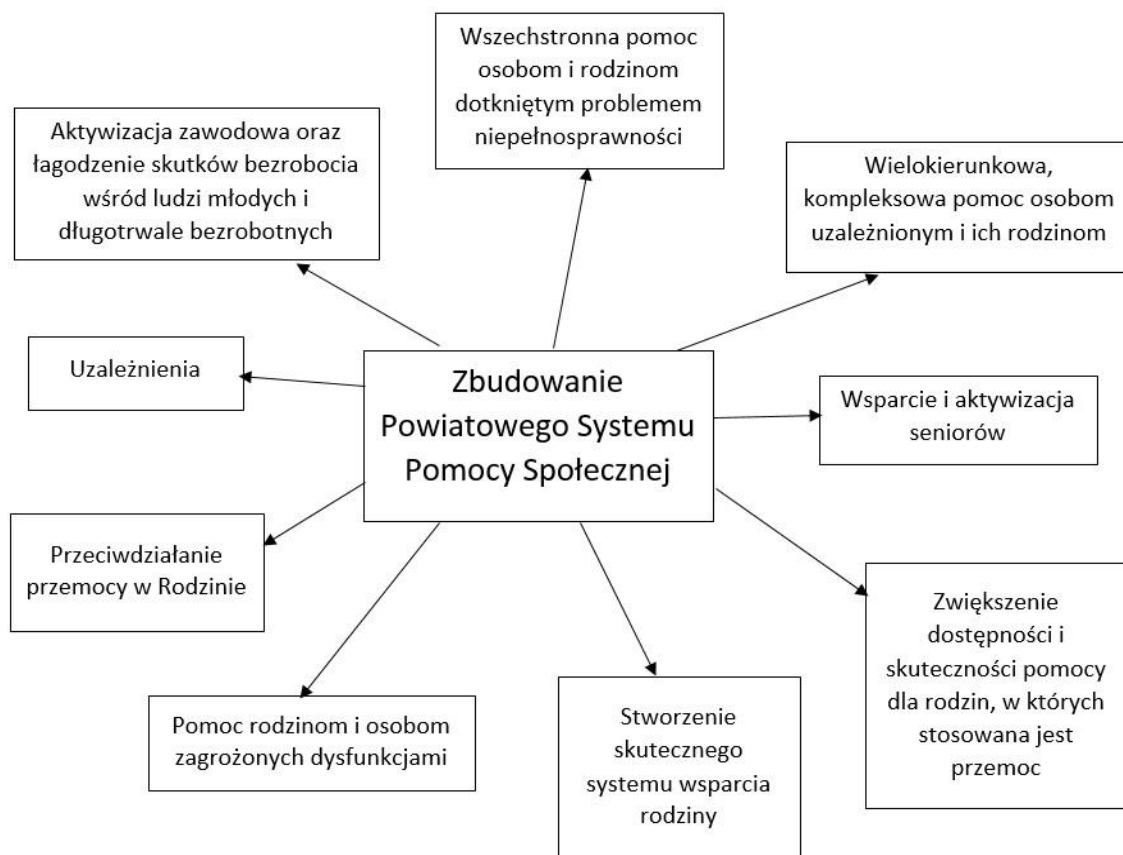 Wszechstronna pomoc
osobom i rodzinom
dotkniętym problemem
niepełnosprawności
Aktywizacja zawodowa oraz
łagodzenie skutków bezrobocia
wśród ludzi młodych i
długotrwale bezrobotnych
Wielokierunkowa,
kompleksowa pomoc osobom
uzależnionym i ich rodzinom
Uzależnienia
Zbudowanie
Powiatowego Systemu
Pomocy Społecznej
Wsparcie i aktywizacja
seniorów
Przeciwdziałanie
przemocy w Rodzinie
Zwiększenie
dostępności i
skuteczności pomocy
dla rodzin, w których
stosowana jest
przemoc
Pomoc rodzinom i osobom
zagrożonych dysfunkcjami
Stworzenie
skutecznego
systemu wsparcia
rodziny